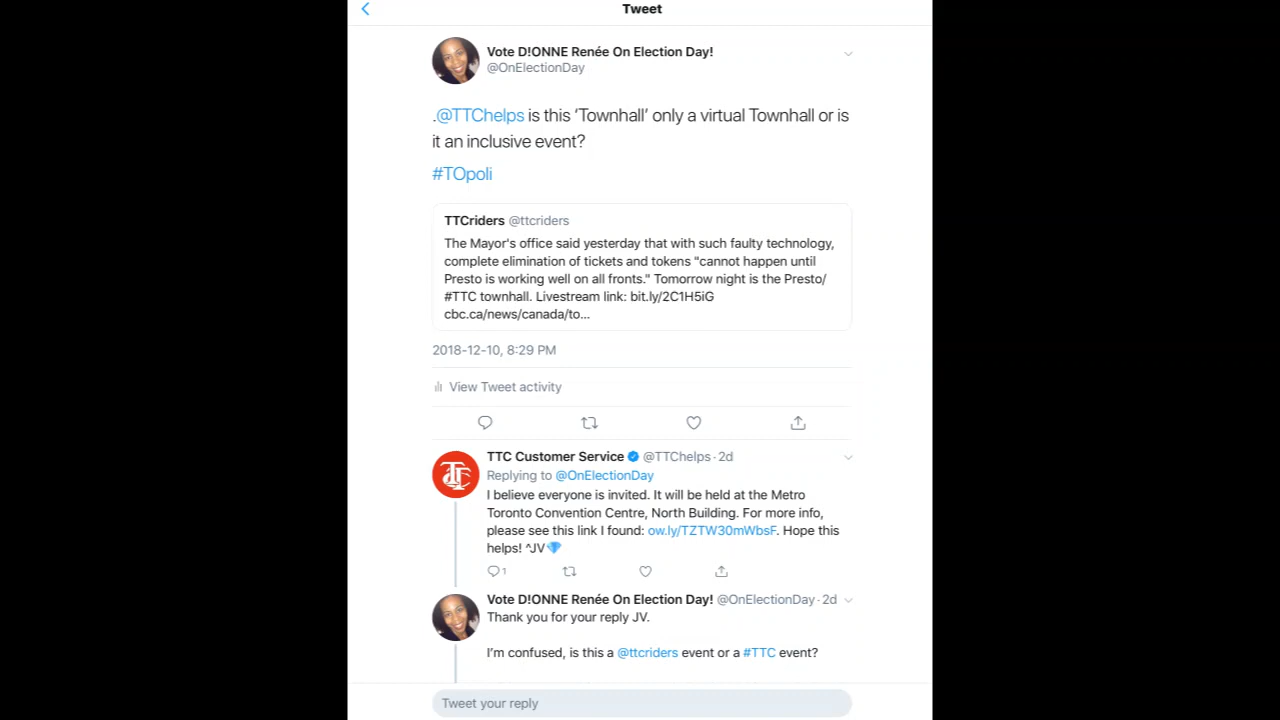 Tweet
Vote D!ONNE Renée On Election Day!
@OnElectionDay
.@TTChelps is this ‘Townhall’ only a virtual Townhall or is
it an inclusive event?
#TOpoli
TTCriders @ttcriders
The Mayor's office said yesterday that with such faulty technology,
complete elimination of tickets and tokens "cannot happen until
Presto is working well on all fronts." Tomorrow night is the Presto/
#TTC townhall. Livestream link: bit.ly/2C1H5iG
cbc.ca/news/canada/to...
2018-12-10, 8:29 PM
View Tweet activity
TTC Customer Service @TTChelps · 2d
Replying to @OnElectionDay
I believe everyone is invited. It will be held at the Metro
Toronto Convention Centre, North Building. For more info,
please see this link I found: ow.ly/TZTW30mWbsF. Hope this
helps! ^JV💎
1
Vote D!ONNE Renée On Election Day! @OnElectionDay · 2d
Thank you for your reply JV.
I’m confused, is this a @ttcriders event or a #TTC event?
Tweet your reply